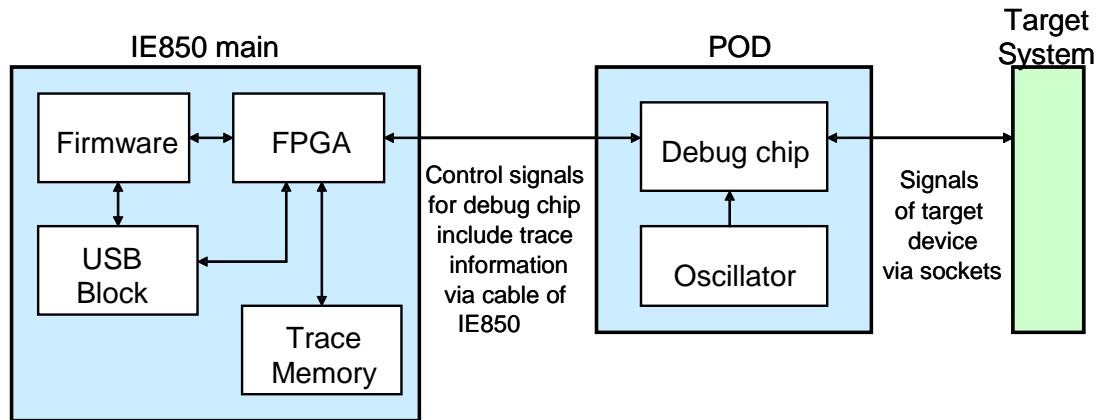 IE850 main
Firmware
FPGA
USB
Block
Trace
Memory
Control signals
for debug chip
include trace
information
via cable of
IE850
POD
Debug chip
Oscillator
Signals
of target
device
via sockets
Target
System